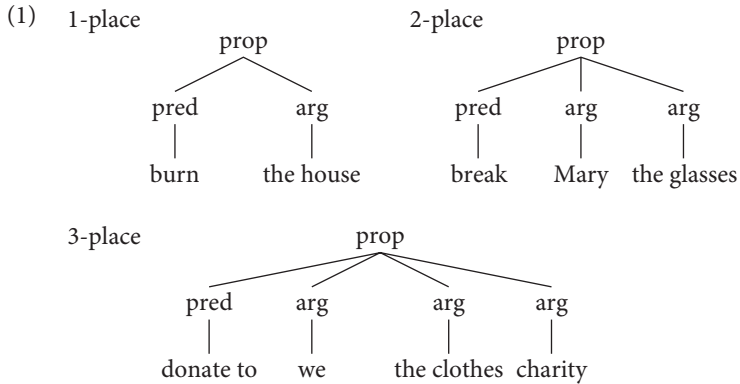 (1) 1-place 2-place
prop prop
pred arg pred arg arg
burn the house break Mary the glasses
3-place prop
pred arg arg arg
donate to we the clothes charity